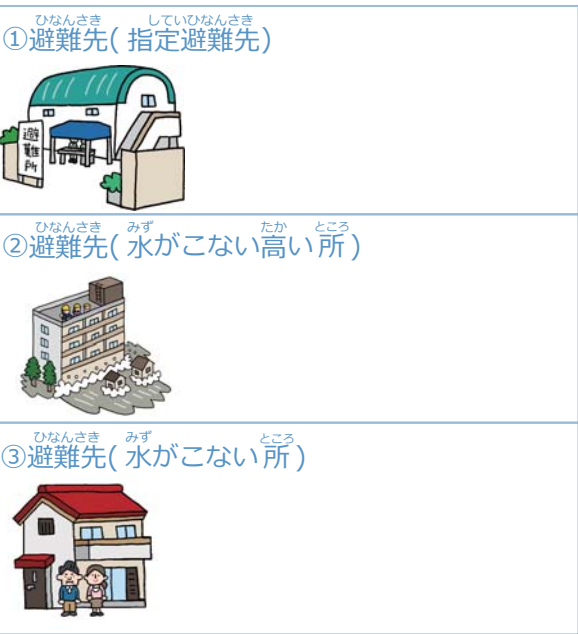 ひなんさき していひなんさき
①避難先( 指定避難先)
避難所
ひなんさき みず たか ところ
②避難先( 水がこない高い所)
ひなんさき みず ところ
③避難先( 水がこない所)